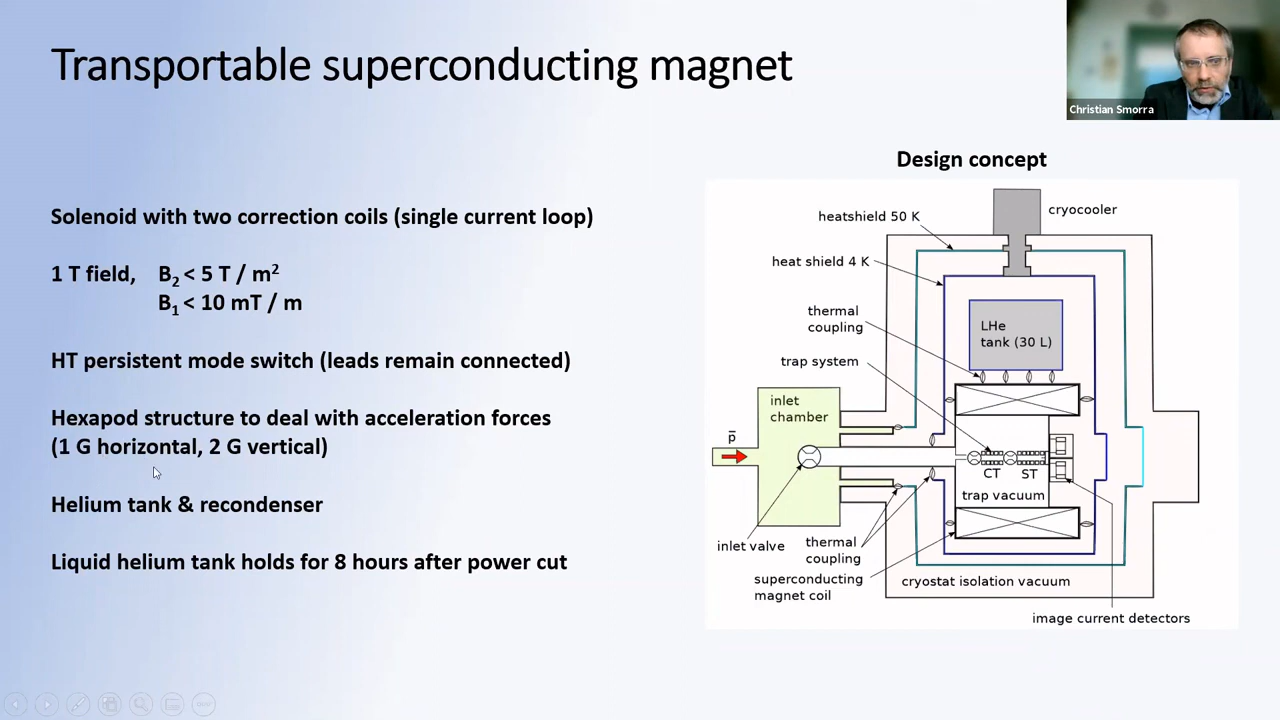 Transportable superconducting magnet
Christian Smorra
Design concept
Solenoid with two correction coils (single current loop)
1 T field, B₂ < 5 T / m²
B₁ < 10 mT / m
HT persistent mode switch (leads remain connected)
Hexapod structure to deal with acceleration forces
(1 G horizontal, 2 G vertical)
Helium tank & recondenser
Liquid helium tank holds for 8 hours after power cut
cryocooler
heatshield 50 K
heat shield 4 K
thermal
coupling
LHe
tank (30 L)
trap system
inlet
chamber
p̅
CT
ST
trap vacuum
inlet valve
thermal
coupling
superconducting
magnet coil
cryostat isolation vacuum
image current detectors